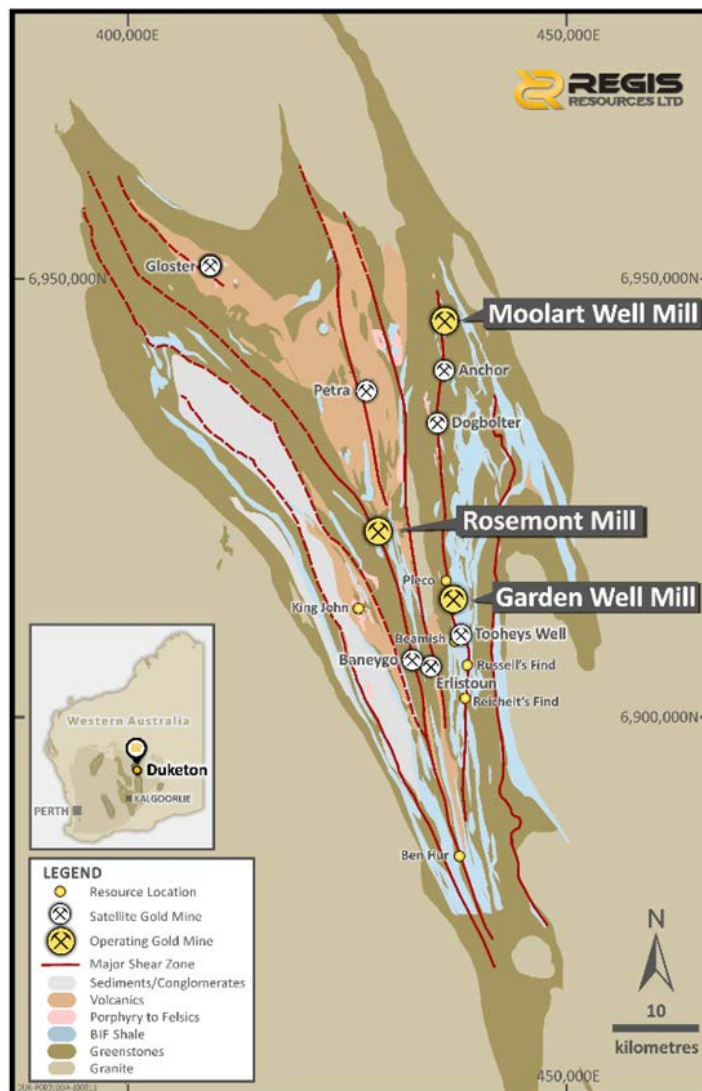 400,000E
450,000E
REGIS
RESOURCES LTD
6,950,000N
6,950,000N
Gloster
Moolart Well Mill
Anchor
Petra
Dogbolter
Rosemont Mill
Pleco
Garden Well Mill
King John
Beamish
Tooheys Well
Baneygo
Russell's Find
Erlistoun
Reichelt's Find
6,900,000N
Western Australia
Duketon
KALGOORLIE
PERTH
Ben Hur
LEGEND
Resource Location
Satellite Gold Mine
Operating Gold Mine
Major Shear Zone
Sediments/Conglomerates
Volcanics
Porphyry to Felsics
BIF Shale
Greenstones
Granite
N
10
kilometres
450,000E